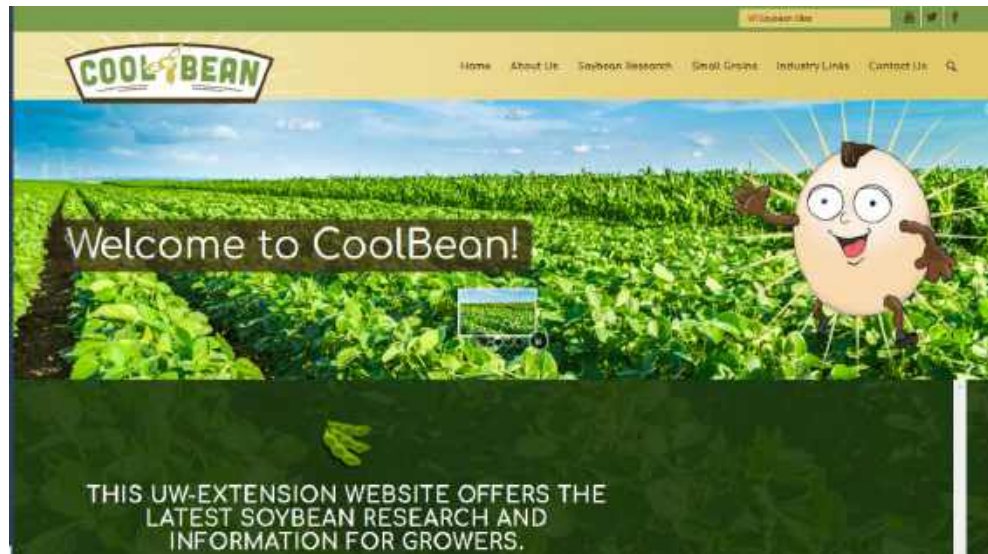 COOL BEAN
Home About Us Soybean Research Small Grains Industry Links Contact Us
Welcome to CoolBean!
THIS UW-EXTENSION WEBSITE OFFERS THE
LATEST SOYBEAN RESEARCH AND
INFORMATION FOR GROWERS.